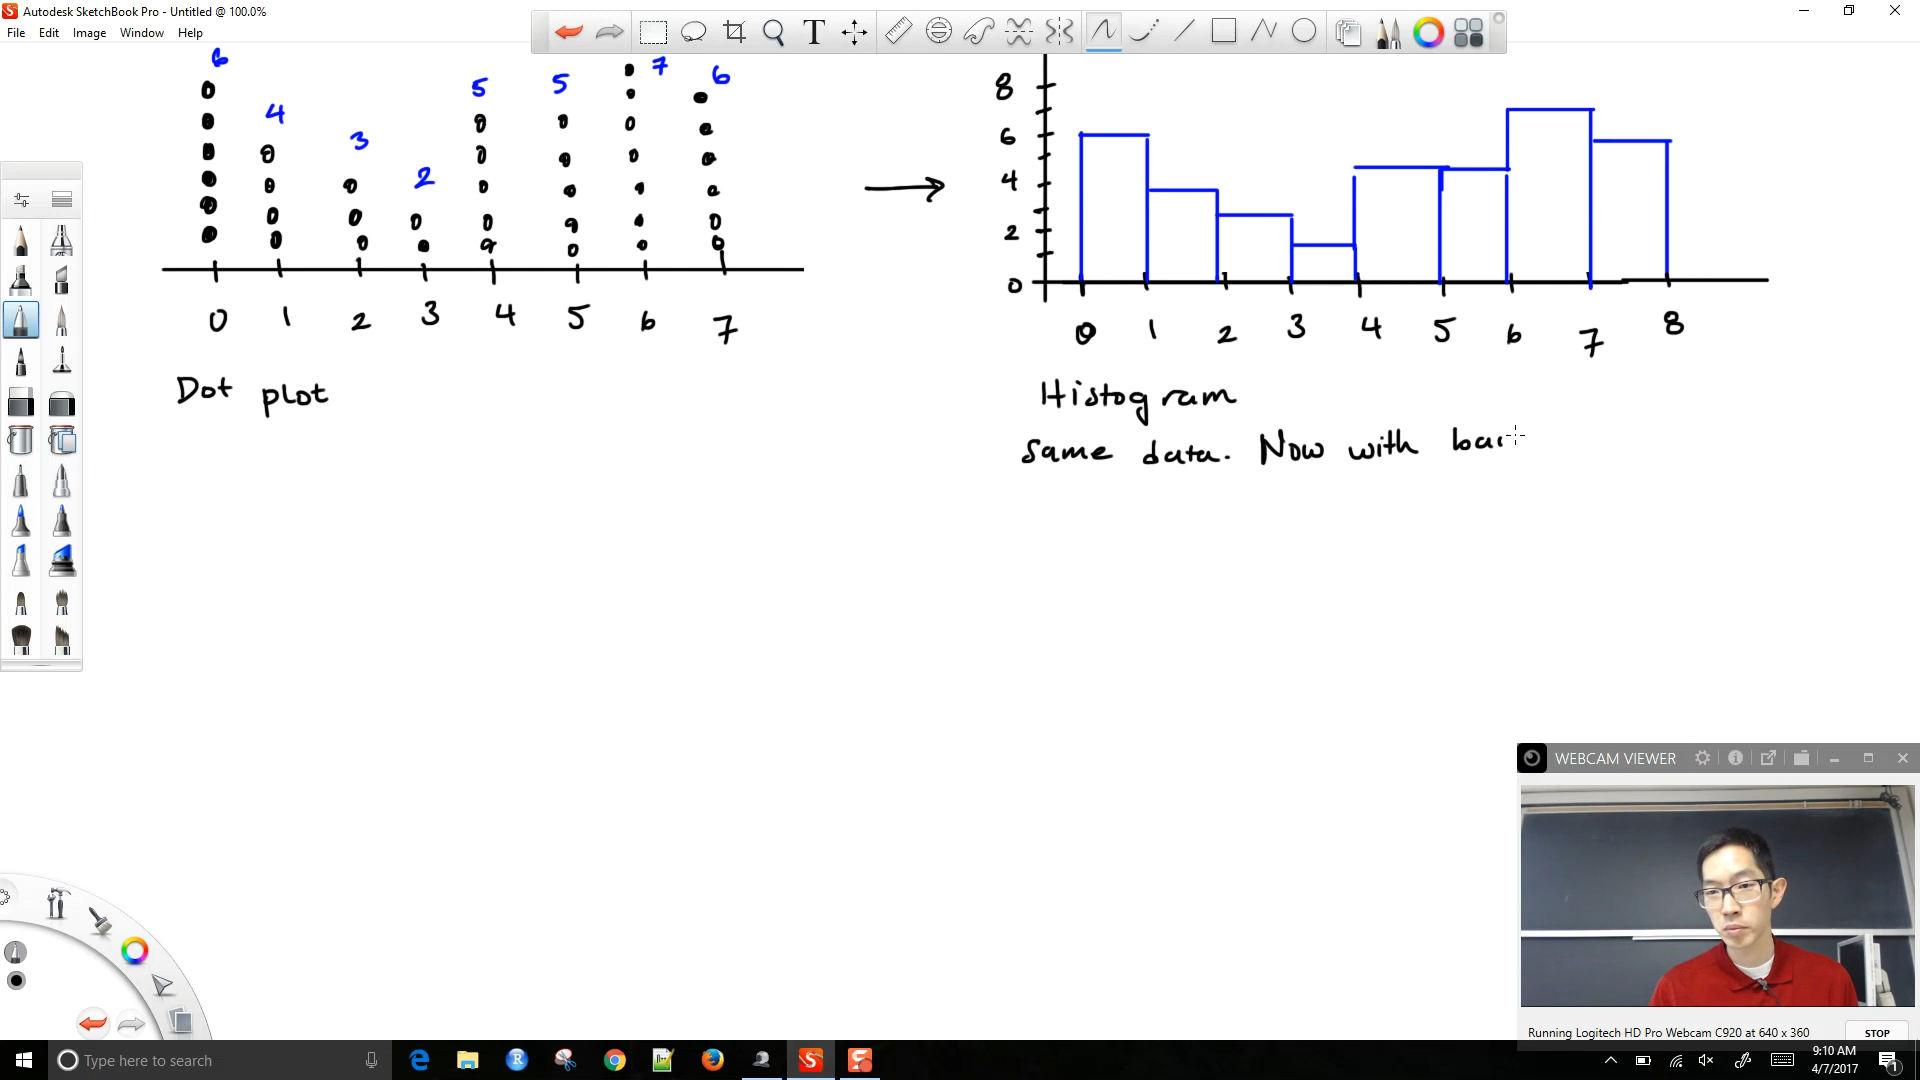 Autodesk SketchBook Pro - Untitled @ 100.0%
File Edit Image Window Help
6 4 3 2 5 5 7 6
0 1 2 3 4 5 6 7
Dot plot
8
6
4
2
0
0 1 2 3 4 5 6 7 8
Histogram
same data. Now with bar
WEBCAM VIEWER
Running Logitech HD Pro Webcam C920 at 640 x 360
STOP
Type here to search
9:10 AM
4/7/2017
1